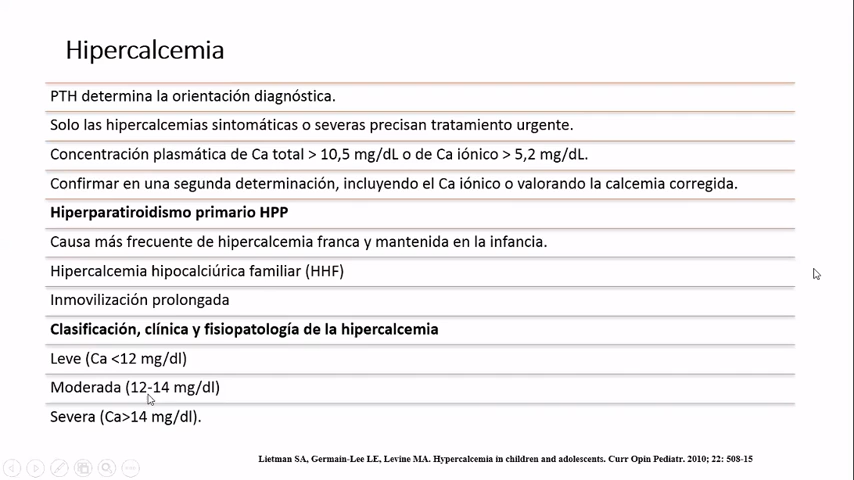 Hipercalcemia
PTH determina la orientación diagnóstica.
Solo las hipercalcemias sintomáticas o severas precisan tratamiento urgente.
Concentración plasmática de Ca total > 10,5 mg/dL o de Ca iónico > 5,2 mg/dL.
Confirmar en una segunda determinación, incluyendo el Ca iónico o valorando la calcemia corregida.
Hiperparatiroidismo primario HPP
Causa más frecuente de hipercalcemia franca y mantenida en la infancia.
Hipercalcemia hipocalciúrica familiar (HHF)
Inmovilización prolongada
Clasificación, clínica y fisiopatología de la hipercalcemia
Leve (Ca <12 mg/dl)
Moderada (12-14 mg/dl)
Severa (Ca>14 mg/dl).
Lietman SA, Germain-Lee LE, Levine MA. Hypercalcemia in children and adolescents. Curr Opin Pediatr. 2010; 22: 508-15